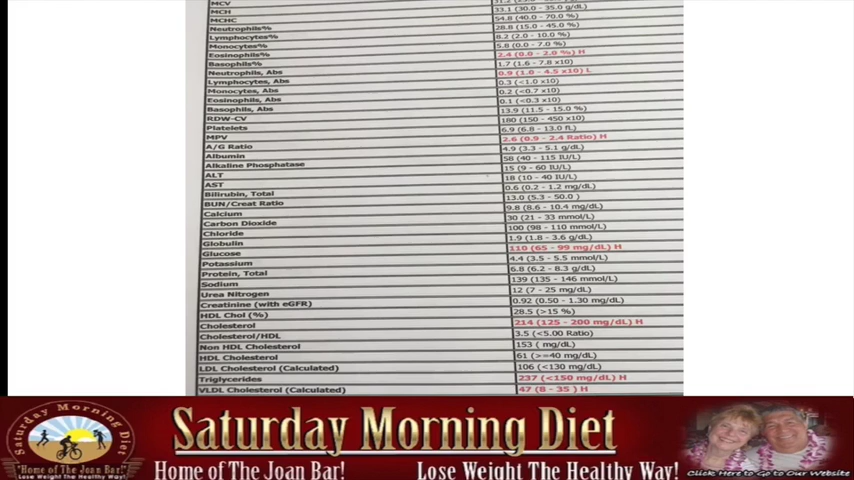 MCV
MCH
MCHC 33.1 (30.0 - 35.0 g/dL)
Neutrophils% 54.8 (40.0 - 70.0 %)
Lymphocytes% 28.8 (15.0 - 45.0 %)
Monocytes% 8.2 (2.0 - 10.0 %)
Eosinophils% 5.8 (0.0 - 7.0 %)
Basophils% 2.4 (0.0 - 2.0 %) H
Neutrophils, Abs 1.7 (1.6 - 7.8 x10)
Lymphocytes, Abs 0.9 (1.0 - 4.5 x10) L
Monocytes, Abs 0.3 (<1.0 x10)
Eosinophils, Abs 0.2 (<0.7 x10)
Basophils, Abs 0.1 (<0.3 x10)
RDW-CV 13.9 (11.5 - 15.0 %)
Platelets 180 (150 - 450 x10)
MPV 6.9 (6.8 - 13.0 fL)
A/G Ratio 2.6 (0.9 - 2.4 Ratio) H
Albumin 4.9 (3.3 - 5.1 g/dL)
Alkaline Phosphatase 58 (40 - 115 IU/L)
ALT 15 (9 - 60 IU/L)
AST 18 (10 - 40 IU/L)
Bilirubin, Total 0.6 (0.2 - 1.2 mg/dL)
BUN/Creat Ratio 13.0 (5.3 - 50.0 )
Calcium 9.8 (8.6 - 10.4 mg/dL)
Carbon Dioxide 30 (21 - 33 mmol/L)
Chloride 100 (98 - 110 mmol/L)
Globulin 1.9 (1.8 - 3.6 g/dL)
Glucose 110 (65 - 99 mg/dL) H
Potassium 4.4 (3.5 - 5.5 mmol/L)
Protein, Total 6.8 (6.2 - 8.3 g/dL)
Sodium 139 (135 - 146 mmol/L)
Urea Nitrogen 12 (7 - 25 mg/dL)
Creatinine (with eGFR) 0.92 (0.50 - 1.30 mg/dL)
HDL Chol (%) 28.5 (>15 %)
Cholesterol 214 (125 - 200 mg/dL) H
Cholesterol/HDL 3.5 (<5.00 Ratio)
Non HDL Cholesterol 153 ( mg/dL)
HDL Cholesterol 61 (>=40 mg/dL)
LDL Cholesterol (Calculated) 106 (<130 mg/dL)
Triglycerides 237 (<150 mg/dL) H
VLDL Cholesterol (Calculated) 47 (8 - 35 ) H
Saturday Morning Diet
"Home of The Joan Bar!"
Lose Weight The Healthy Way!
Saturday Morning Diet
Home of The Joan Bar! Lose Weight The Healthy Way!
Click Here to Go to Our Website